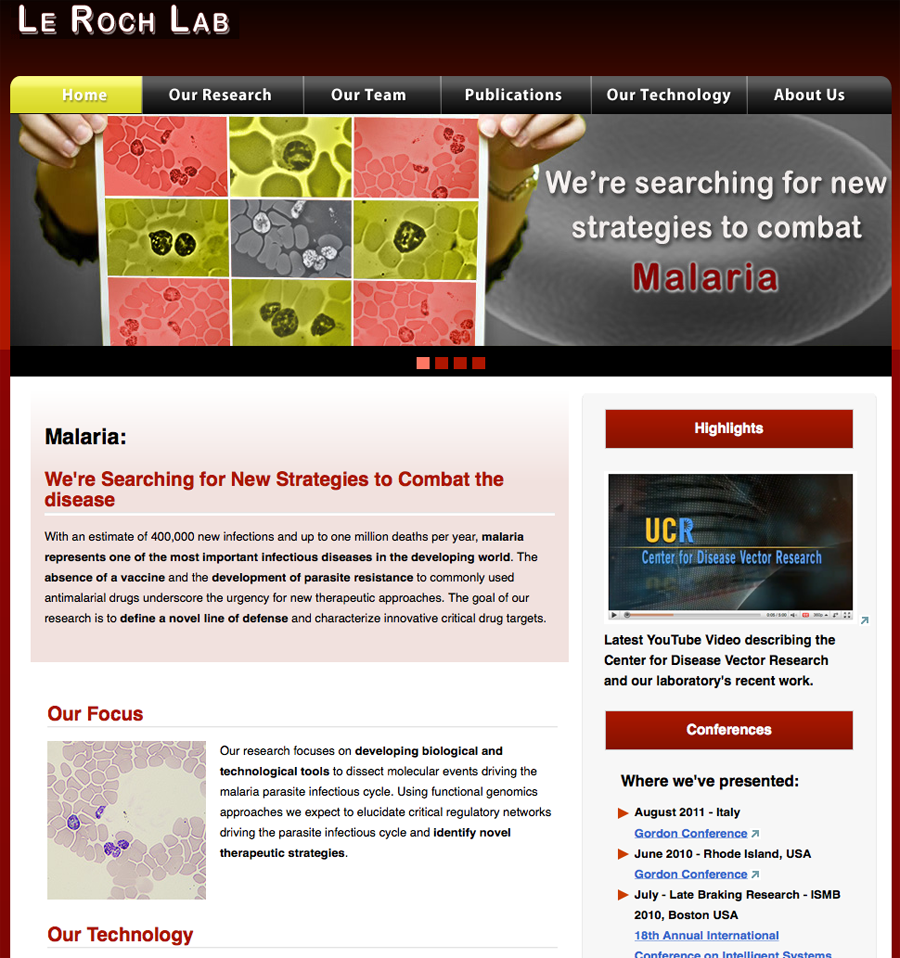 Le Roch Lab
Home
Our Research
Our Team
Publications
Our Technology
About Us
We're searching for new
strategies to combat
Malaria
Malaria:
We're Searching for New Strategies to Combat the
disease
With an estimate of 400,000 new infections and up to one million deaths per year, malaria
represents one of the most important infectious diseases in the developing world. The
absence of a vaccine and the development of parasite resistance to commonly used
antimalarial drugs underscore the urgency for new therapeutic approaches. The goal of our
research is to define a novel line of defense and characterize innovative critical drug targets.
Our Focus
Our research focuses on developing biological and
technological tools to dissect molecular events driving the
malaria parasite infectious cycle. Using functional genomics
approaches we expect to elucidate critical regulatory networks
driving the parasite infectious cycle and identify novel
therapeutic strategies.
Our Technology
Highlights
UCR
Center for Disease Vector Research
Latest YouTube Video describing the
Center for Disease Vector Research
and our laboratory's recent work.
Conferences
Where we've presented:
August 2011 - Italy
Gordon Conference
June 2010 - Rhode Island, USA
Gordon Conference
July - Late Braking Research - ISMB
2010, Boston USA
18th Annual International
Conference on Intelligent Systems